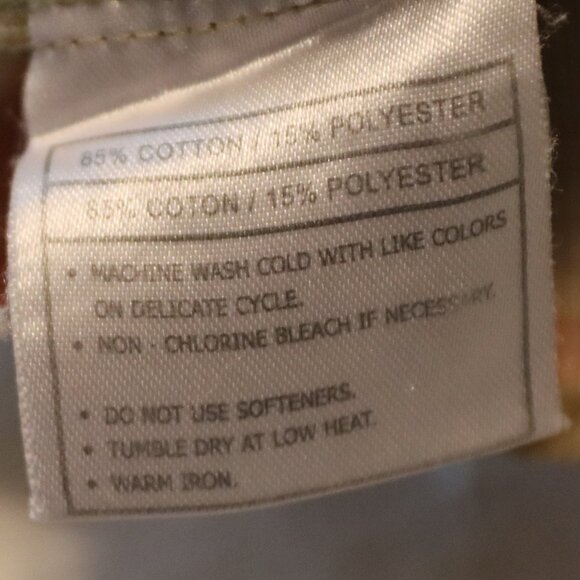 85% COTTON / 15% POLYESTER
85% COTON / 15% POLYESTER
• MACHINE WASH COLD WITH LIKE COLORS
ON DELICATE CYCLE.
• NON - CHLORINE BLEACH IF NECESSARY.
• DO NOT USE SOFTENERS.
• TUMBLE DRY AT LOW HEAT.
• WARM IRON.